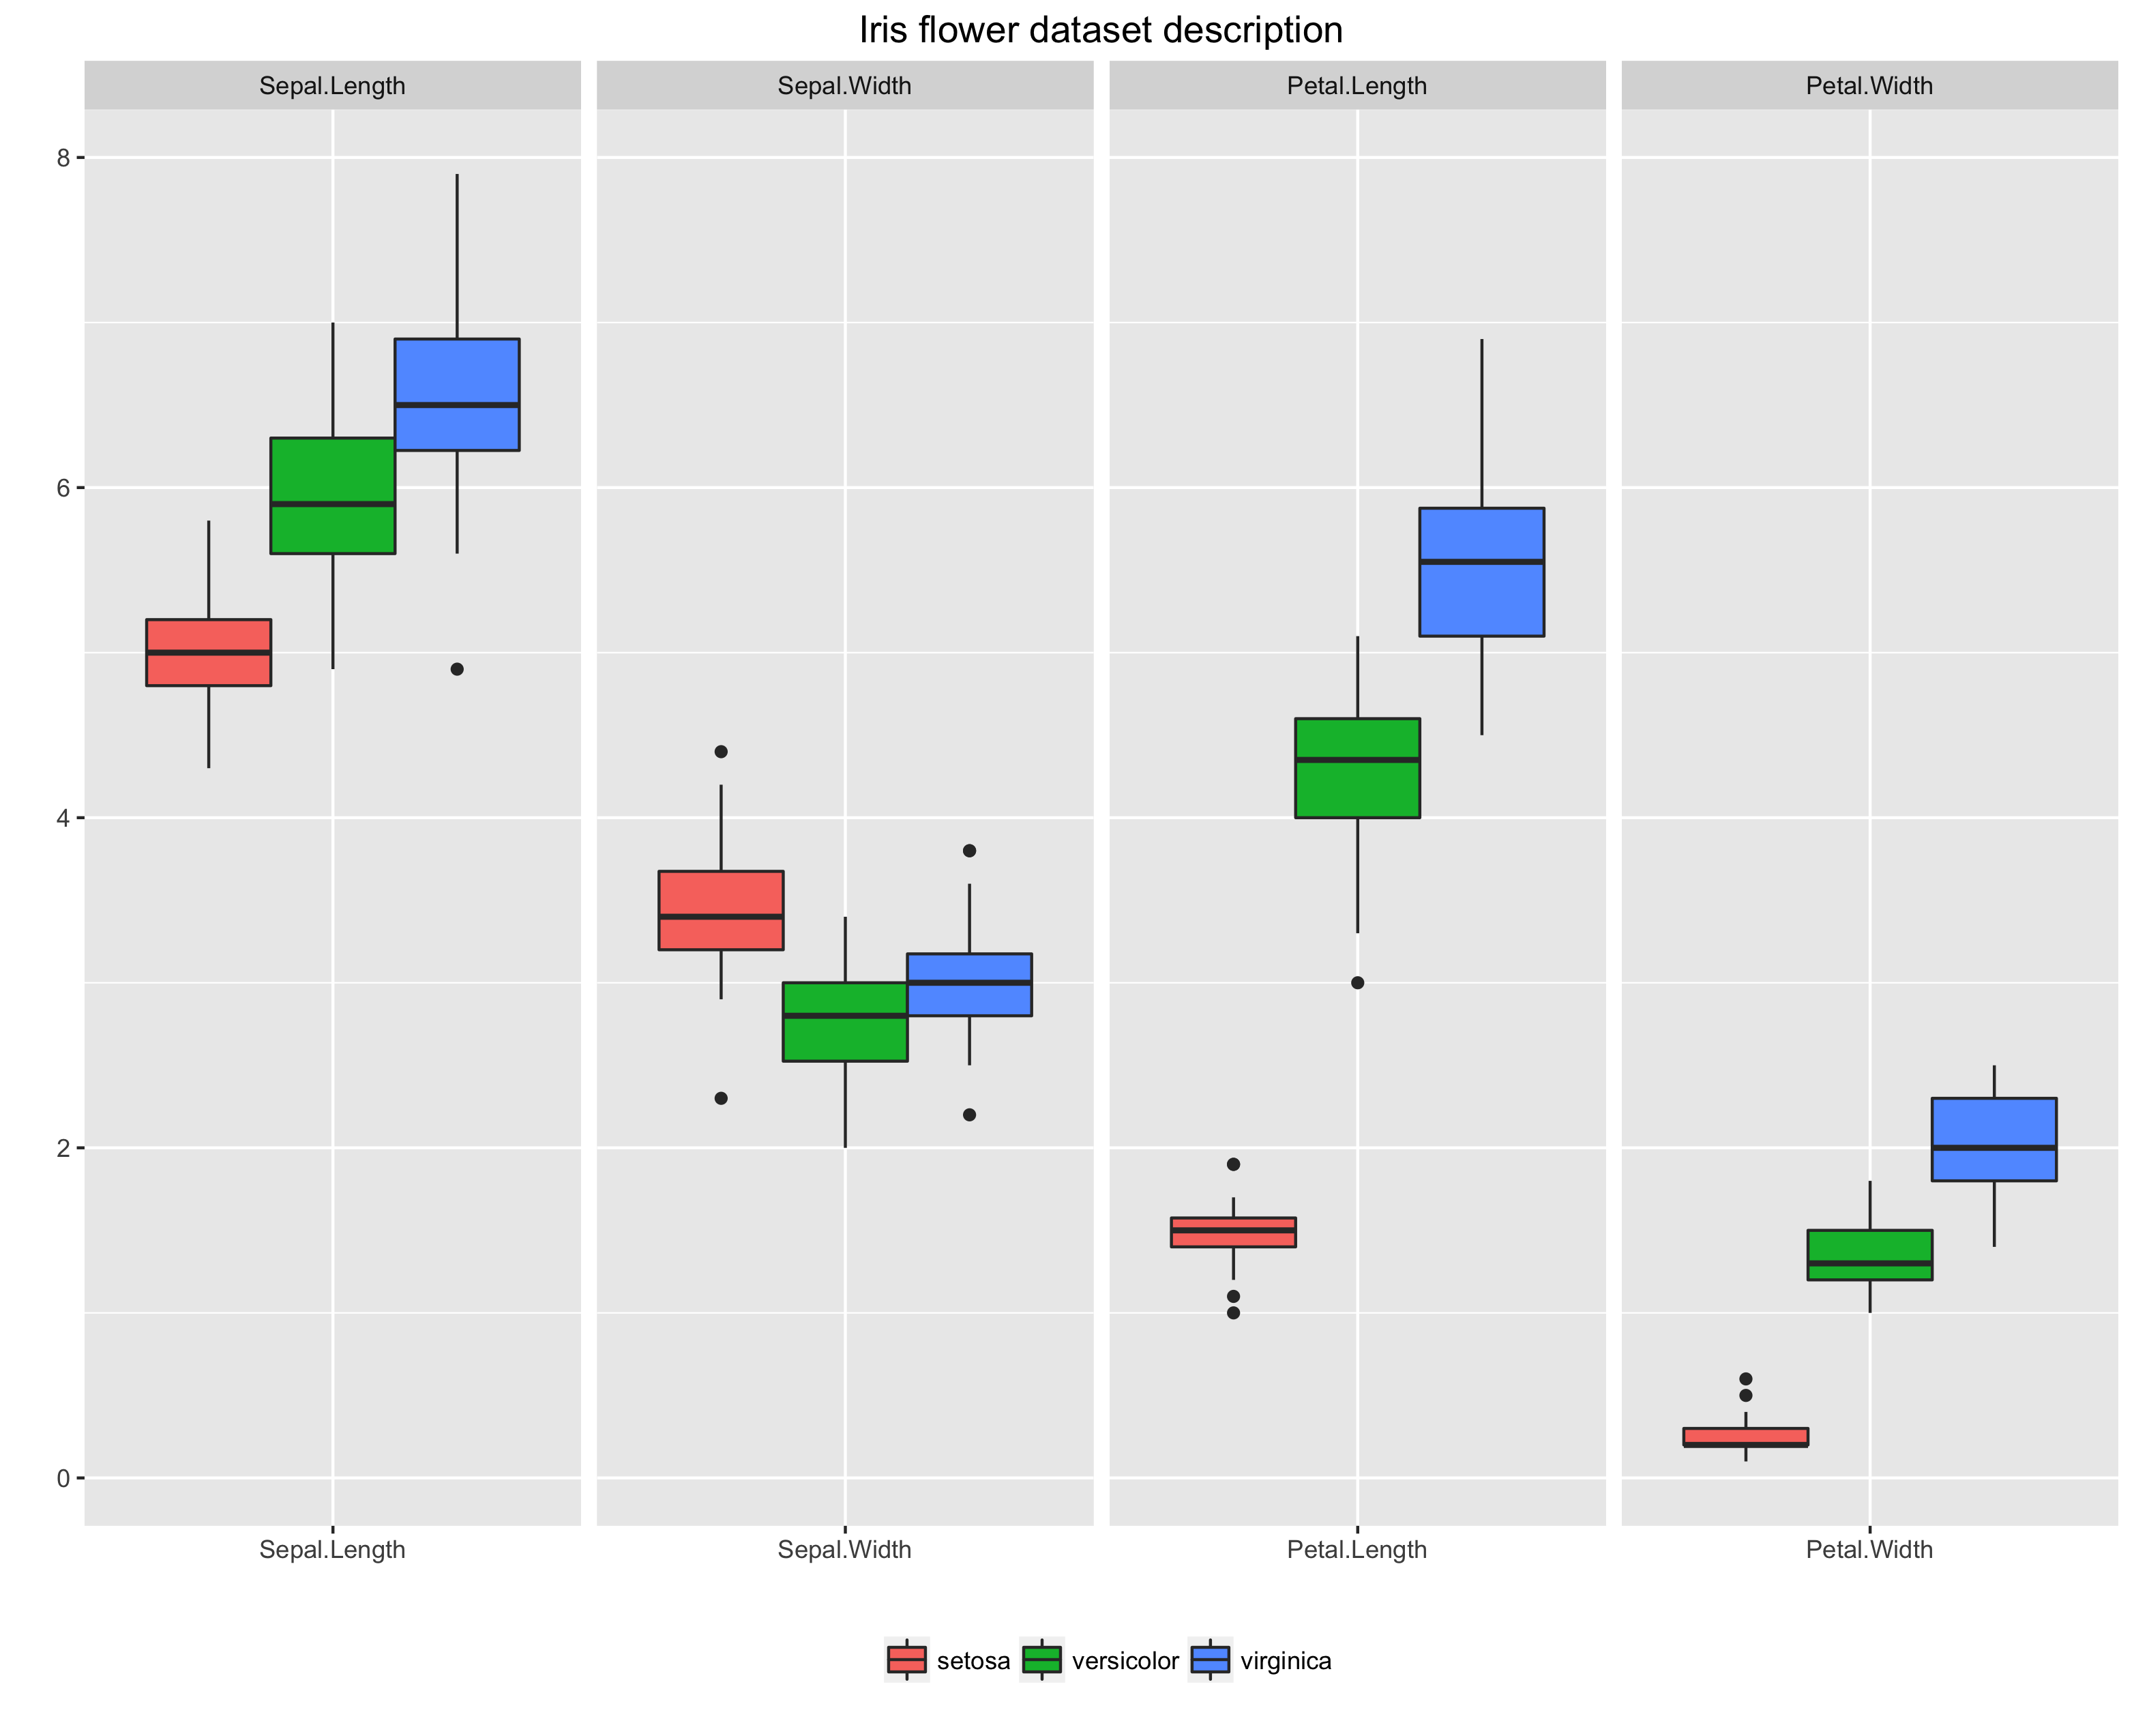 Iris flower dataset description
Sepal.Length Sepal.Width Petal.Length Petal.Width
8
6
4
2
0
Sepal.Length Sepal.Width Petal.Length Petal.Width
setosa versicolor virginica